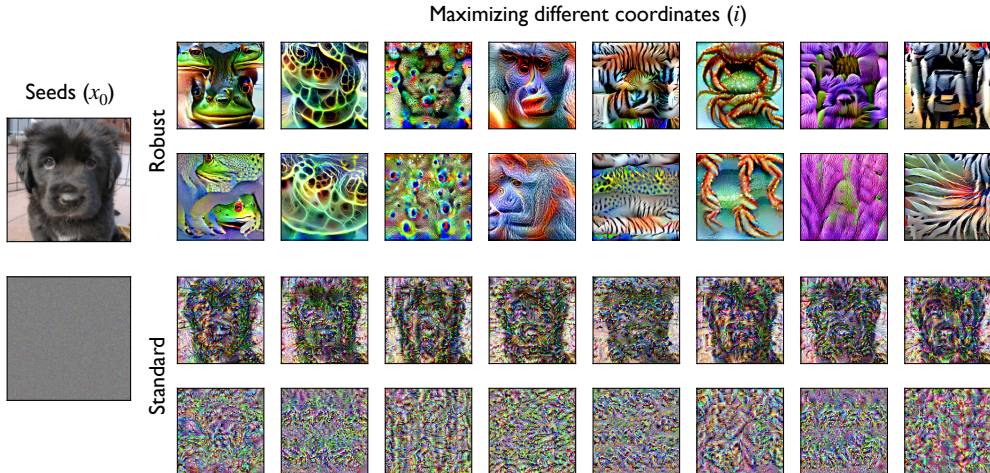 Maximizing different coordinates (i)
Seeds (x₀)
Robust
Standard